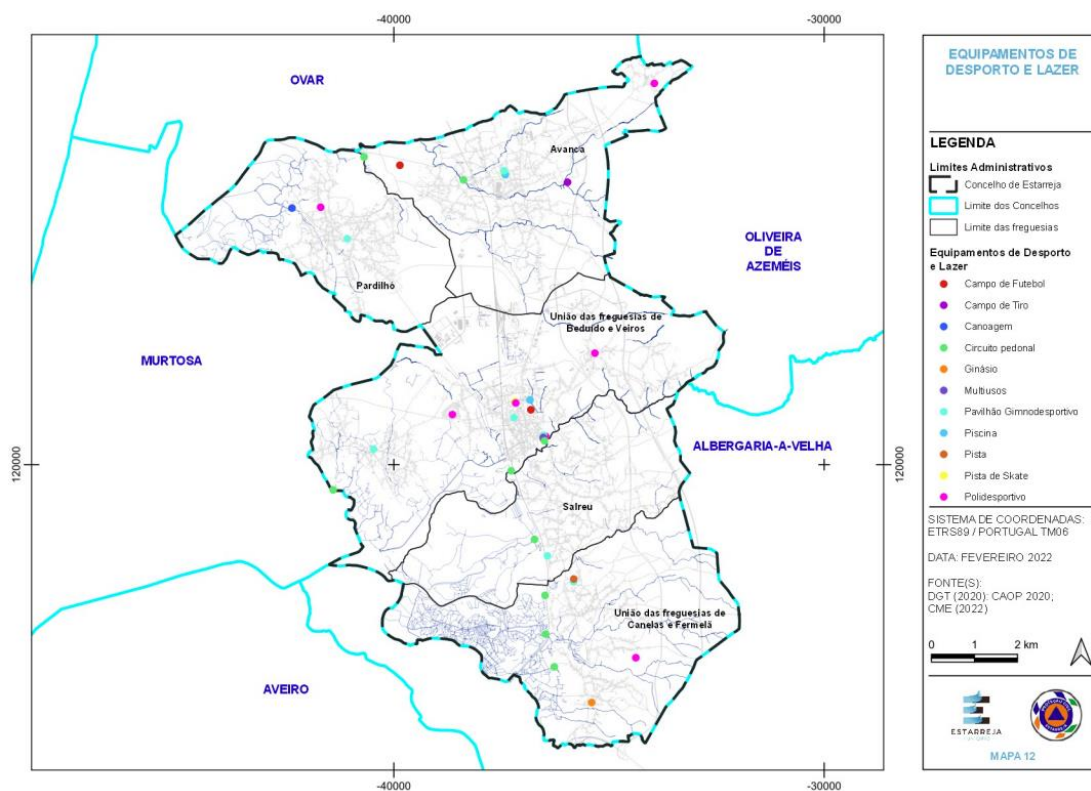 -40000
-30000
OVAR
Avanca
OLIVEIRA
DE
AZEMÉIS
Pardilhó
União das freguesias de
Beduído e Veiros
MURTOSA
ALBERGARIA-A-VELHA
120000
120000
Salreu
União das freguesias de
Canelas e Fermelã
AVEIRO
-40000
-30000
EQUIPAMENTOS DE
DESPORTO E LAZER
LEGENDA
Limites Administrativos
Concelho de Estarreja
Limite dos Concelhos
Limite das freguesias
Equipamentos de Desporto
e Lazer
Campo de Futebol
Campo de Tiro
Canoagem
Circuito pedonal
Ginásio
Multiusos
Pavilhão Gimnodesportivo
Piscina
Pista
Pista de Skate
Polidesportivo
SISTEMA DE COORDENADAS:
ETRS89 / PORTUGAL TM06
DATA: FEVEREIRO 2022
FONTE(S):
DGT (2020): CAOP 2020;
CME (2022)
0 1 2 km
ESTARREJA
MAPA 12